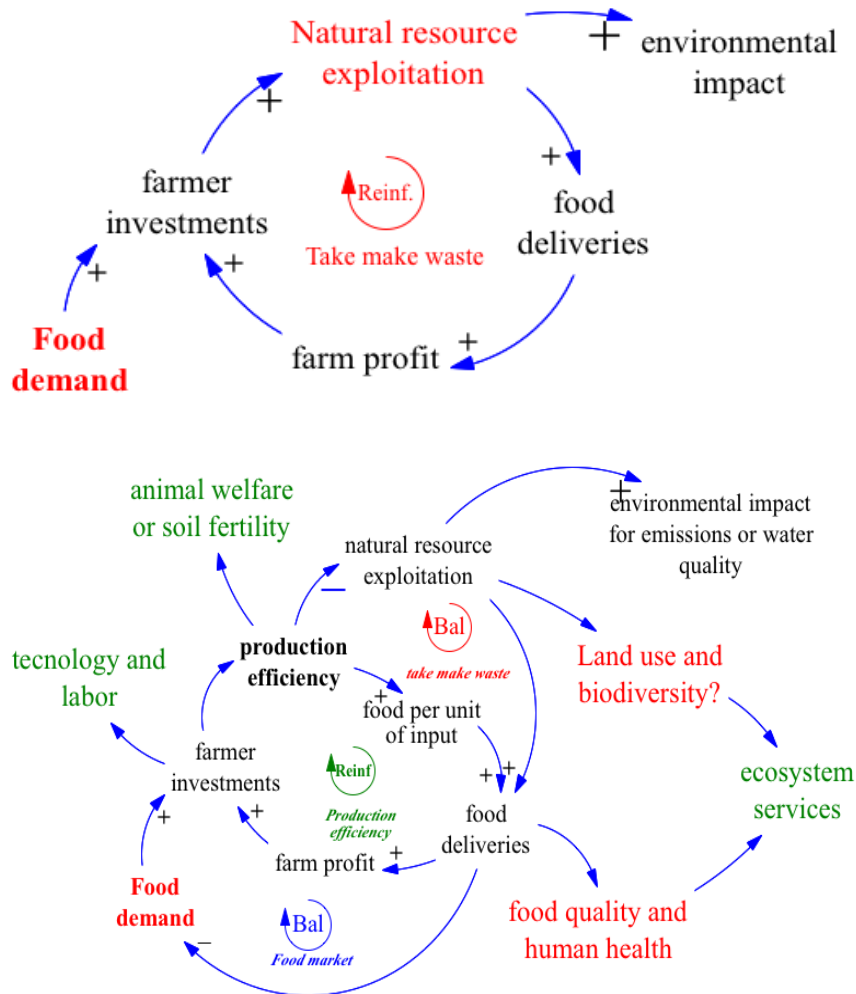 Natural resource
exploitation
+
environmental
impact
+
+
farmer
investments
Reinf.
food
deliveries
Take make waste
+
+
+
Food
demand
farm profit
animal welfare
or soil fertility
+
environmental impact
for emissions or water
quality
natural resource
exploitation
−
Bal
production
efficiency
take make waste
tecnology and
labor
Land use and
biodiversity?
+
food per unit
of input
farmer
investments
Reinf
+
+
ecosystem
services
+
+
Production
efficiency
food
deliveries
farm profit
+
Food
demand
−
Bal
Food market
food quality and
human health